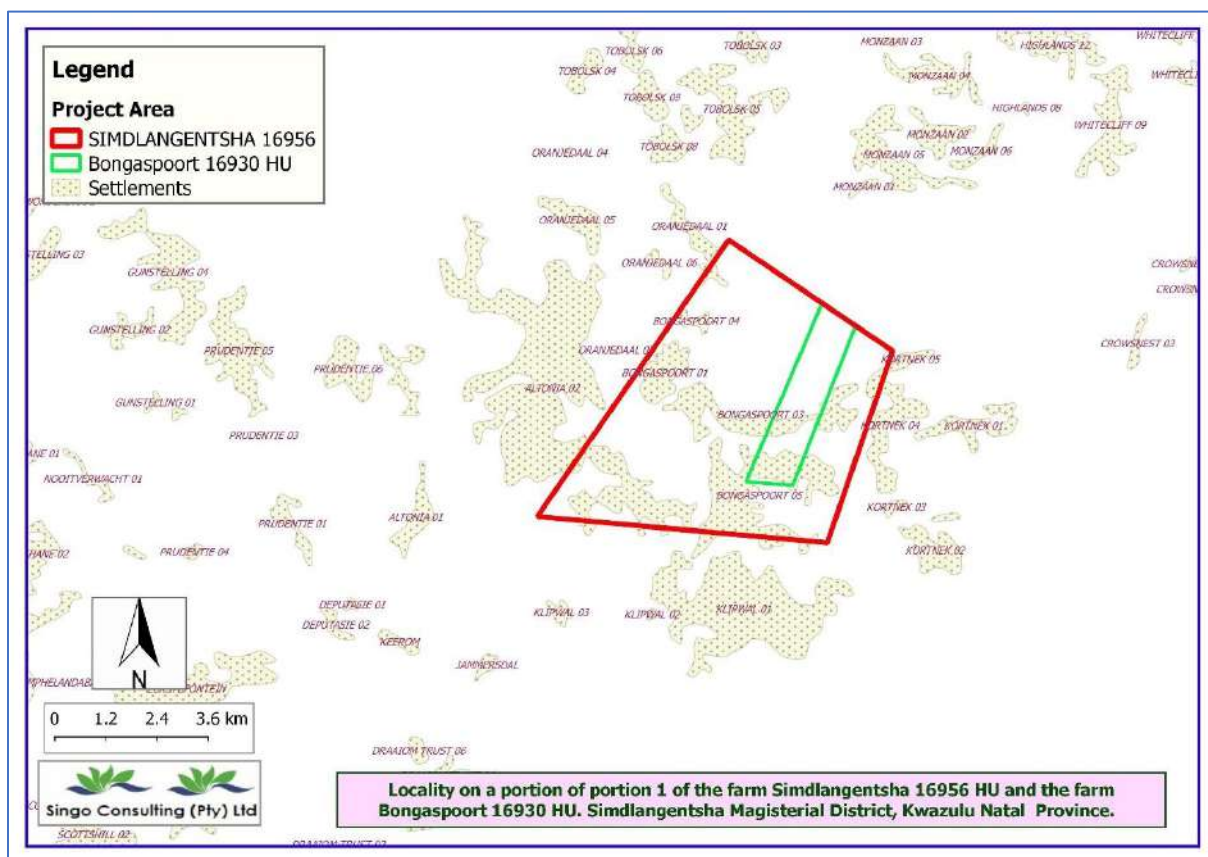 Legend
Project Area
SIMDLANGENTSHA 16956
Bongaspoort 16930 HU
Settlements
TOBOLSK 06
TOBOLSK 03
MONZAAN 03
HIGHLANDS 12
TOBOLSK 04
MONZAAN 04
TOBOLSK 05
HIGHLANDS 08
WHITECLIFF 09
MONZAAN 02
TOBOLSK 08
ORANJEDAAL 04
MONZAAN 05
MONZAAN 06
MONZAAN 01
ORANJEDAAL 05
ORANJEDAAL 01
STELLING 03
GUNSTELLING 04
ORANJEDAAL 06
GUNSTELLING 02
BONGASPOORT 04
CROWSNEST 03
PRUDENTIE 05
ORANJEDAAL
KORTNEK 05
PRUDENTIE 06
BONGASPOORT 01
ALTONIA 02
GUNSTELLING 01
BONGASPOORT 03
KORTNEK 04
KORTNEK 01
PRUDENTIE 03
ANE 01
NOOITVERWACHT 01
BONGASPOORT 05
KORTNEK 03
PRUDENTIE 01
ALTONIA 01
HANE 02
PRUDENTIE 04
KORTNEK 02
DEPUTASIE 01
KLIPWAL 03
KLIPWAL 02
KLIPWAL 01
DEPUTASIE 02
KEEROM
JAMMERSDAL
N
0 1.2 2.4 3.6 km
DRAAIOM TRUST 06
Singo Consulting (Pty) Ltd
Locality on a portion of portion 1 of the farm Simdlangentsha 16956 HU and the farm
Bongaspoort 16930 HU. Simdlangentsha Magisterial District, Kwazulu Natal Province.
SCOTTSHILL 02